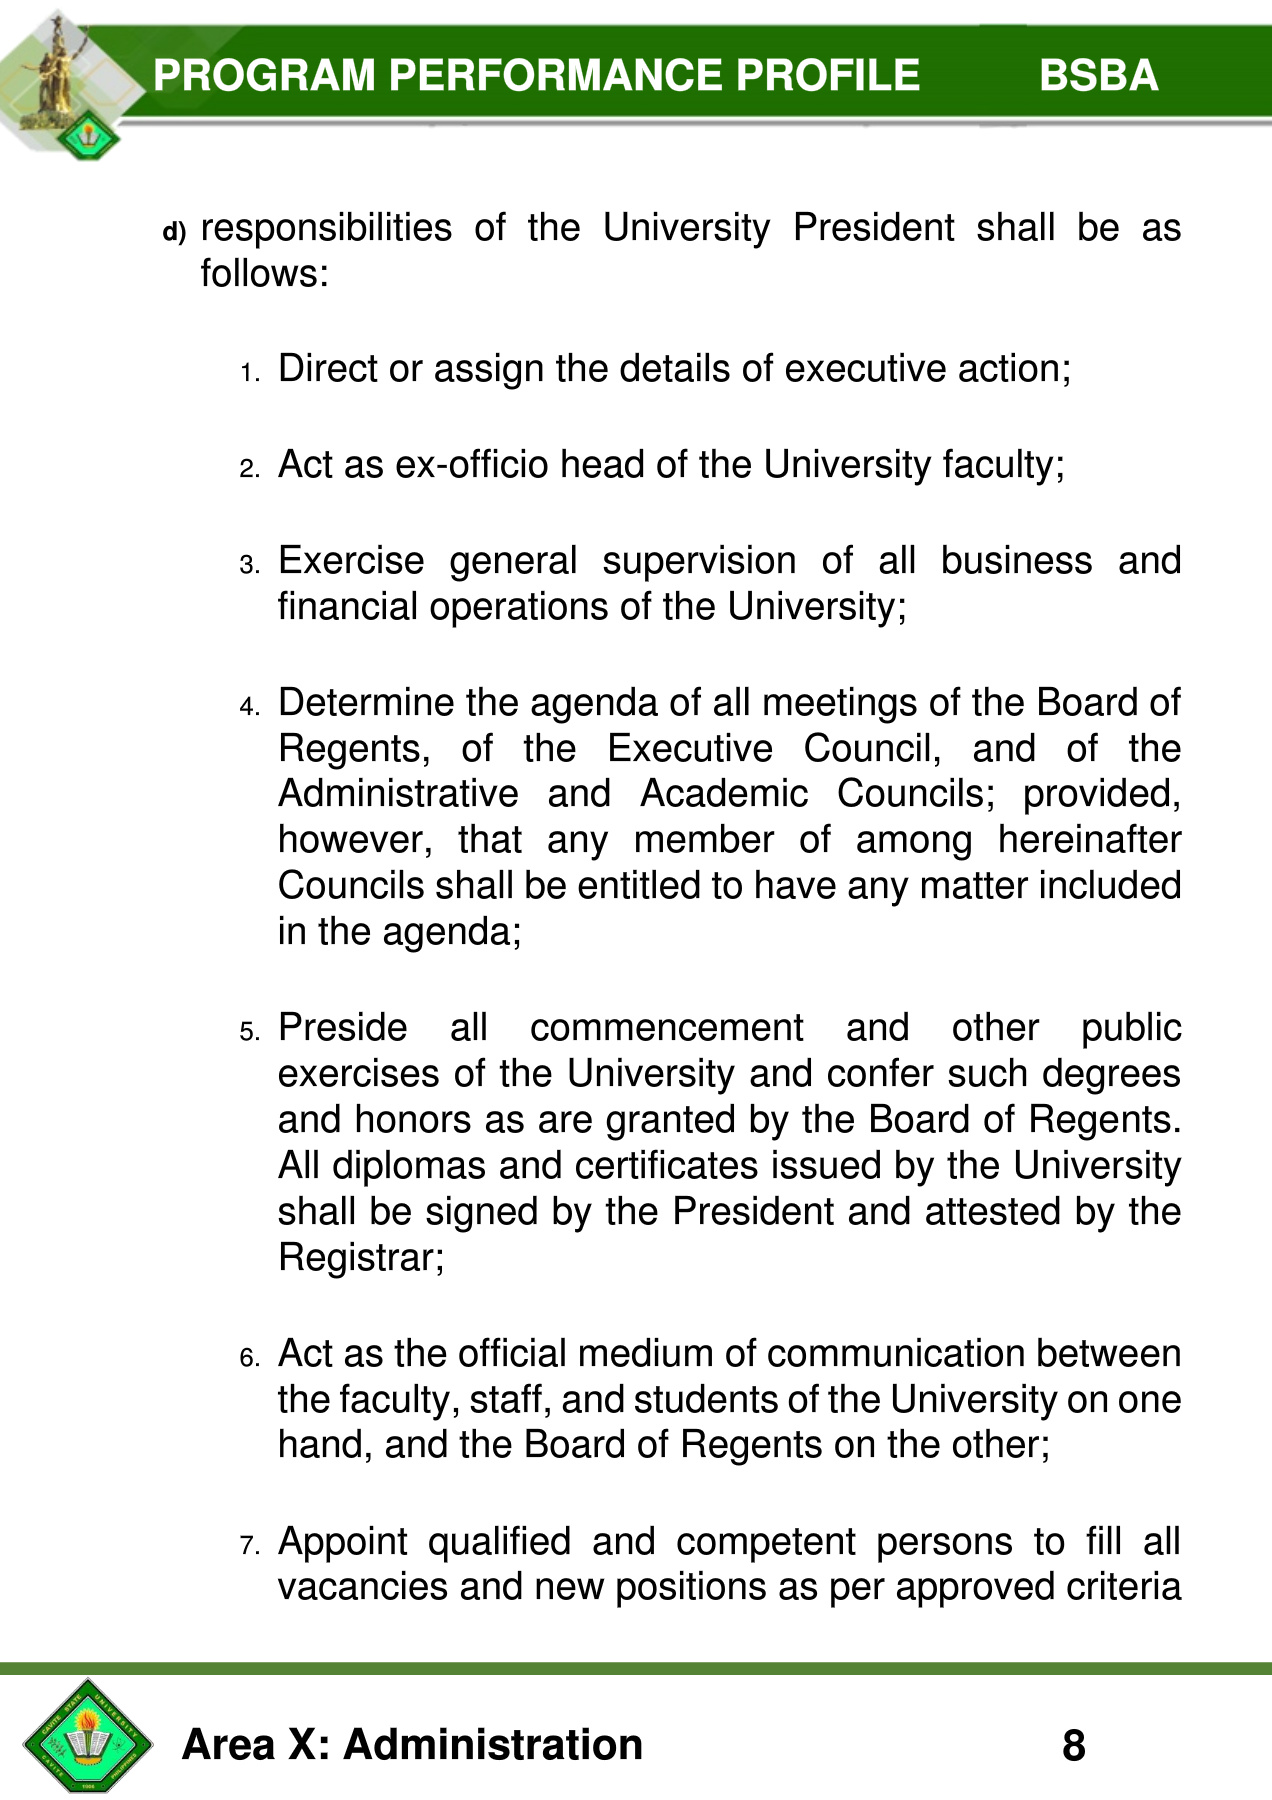 PROGRAM PERFORMANCE PROFILE BSBA
d) responsibilities of the University President shall be as
follows:
1. Direct or assign the details of executive action;
2. Act as ex-officio head of the University faculty;
3. Exercise general supervision of all business and
financial operations of the University;
4. Determine the agenda of all meetings of the Board of
Regents, of the Executive Council, and of the
Administrative and Academic Councils; provided,
however, that any member of among hereinafter
Councils shall be entitled to have any matter included
in the agenda;
5. Preside all commencement and other public
exercises of the University and confer such degrees
and honors as are granted by the Board of Regents.
All diplomas and certificates issued by the University
shall be signed by the President and attested by the
Registrar;
6. Act as the official medium of communication between
the faculty, staff, and students of the University on one
hand, and the Board of Regents on the other;
7. Appoint qualified and competent persons to fill all
vacancies and new positions as per approved criteria
CAVITE STATE UNIVERSITY
CAVITE PHILIPPINES
1906
Area X: Administration 8